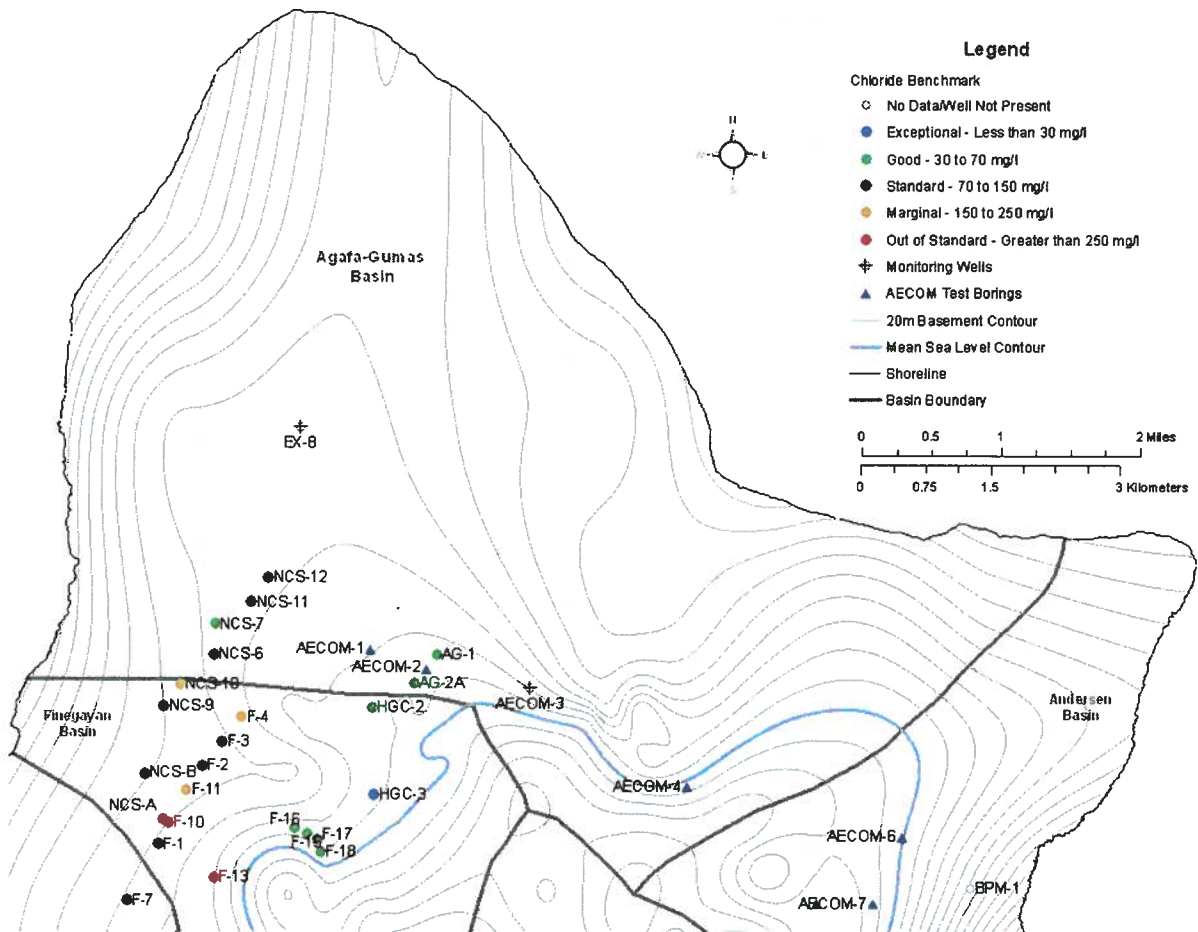 Legend
Chloride Benchmark
No Data/Well Not Present
Exceptional - Less than 30 mg/l
Good - 30 to 70 mg/l
Standard - 70 to 150 mg/l
Marginal - 150 to 250 mg/l
Out of Standard - Greater than 250 mg/l
Monitoring Wells
AECOM Test Borings
20m Basement Contour
Mean Sea Level Contour
Shoreline
Basin Boundary
0 0.5 1 2 Miles
0 0.75 1.5 3 Kilometers
N
W E
S
Agafa-Gumas
Basin
EX-8
NCS-12
NCS-11
NCS-7
NCS-6
AECOM-1
AG-1
AECOM-2
AG-2A
NCS-10
NCS-9
HGC-2
AECOM-3
Finegayan
Basin
Andersen
Basin
F-4
F-3
F-2
NCS-B
F-11
AECOM-4
HGC-3
NCS-A
F-10
F-16
F-17
F-15
F-18
F-1
AECOM-6
F-13
BPM-1
F-7
AECOM-7